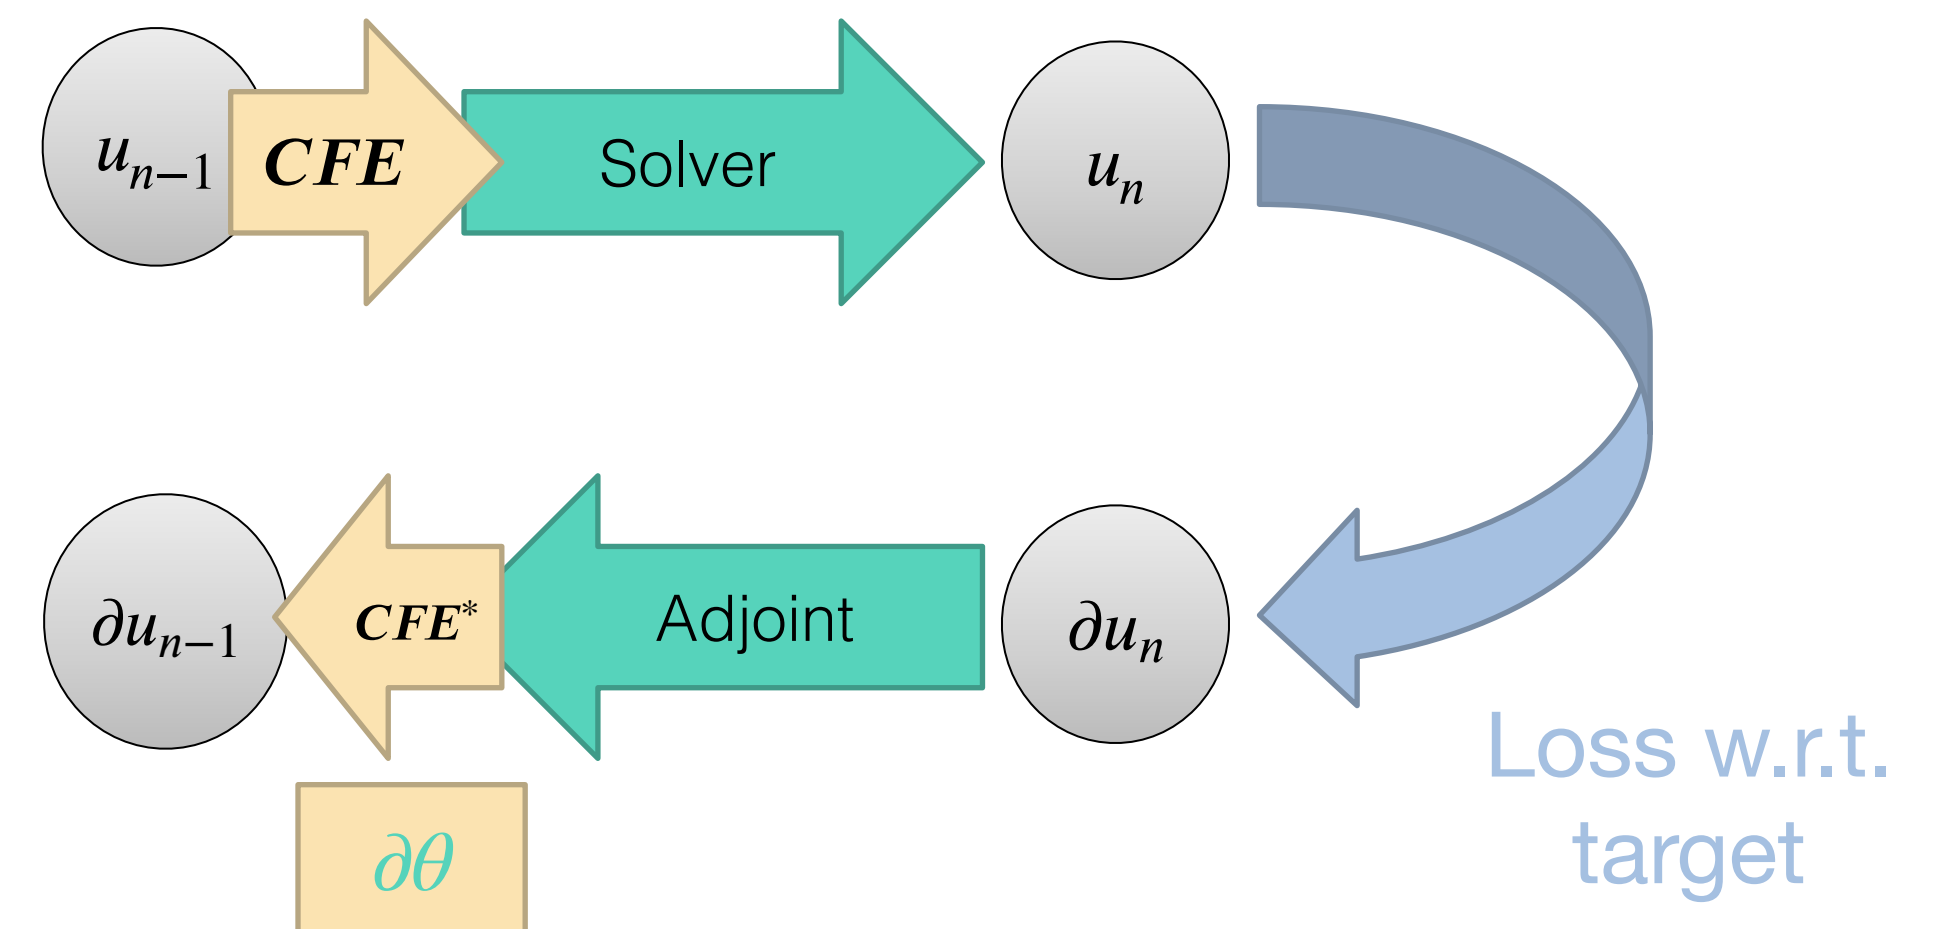 u_{n−1} CFE Solver u_n
∂u_{n−1} CFE* Adjoint ∂u_n
Loss w.r.t.
target
∂θ